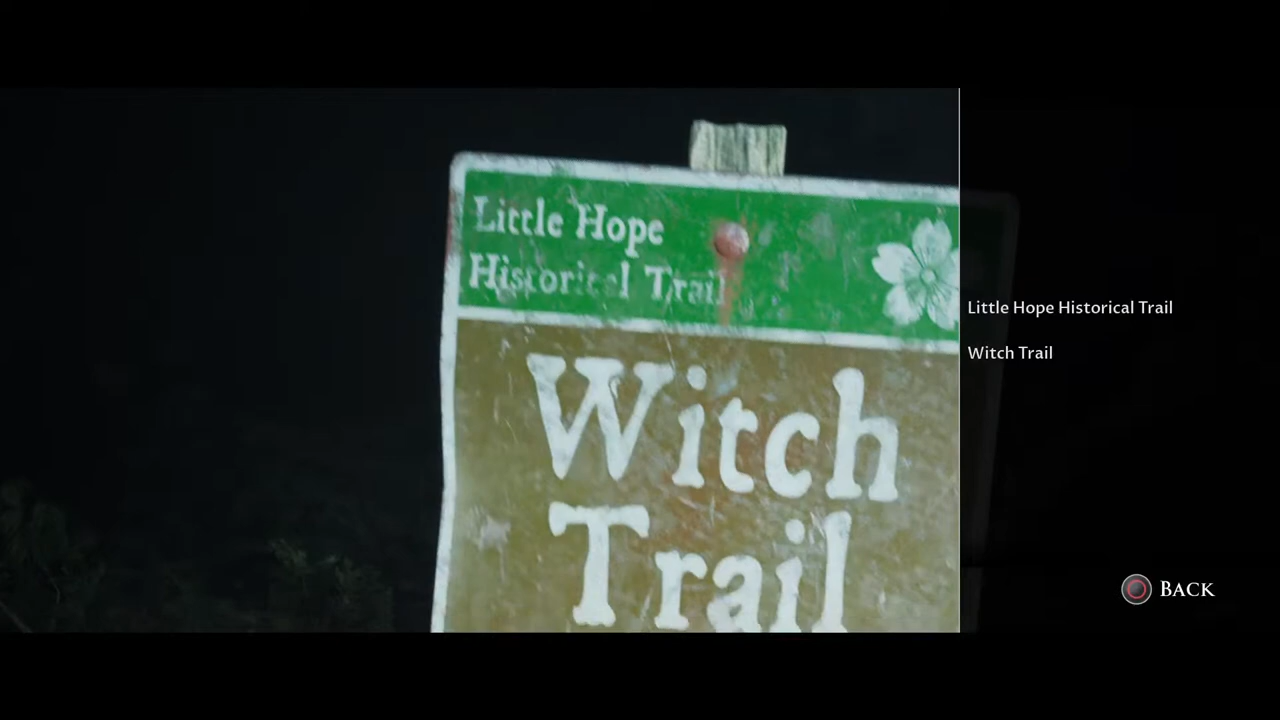 Little Hope
Historical Trail
Witch
Trail
Little Hope Historical Trail
Witch Trail
BACK